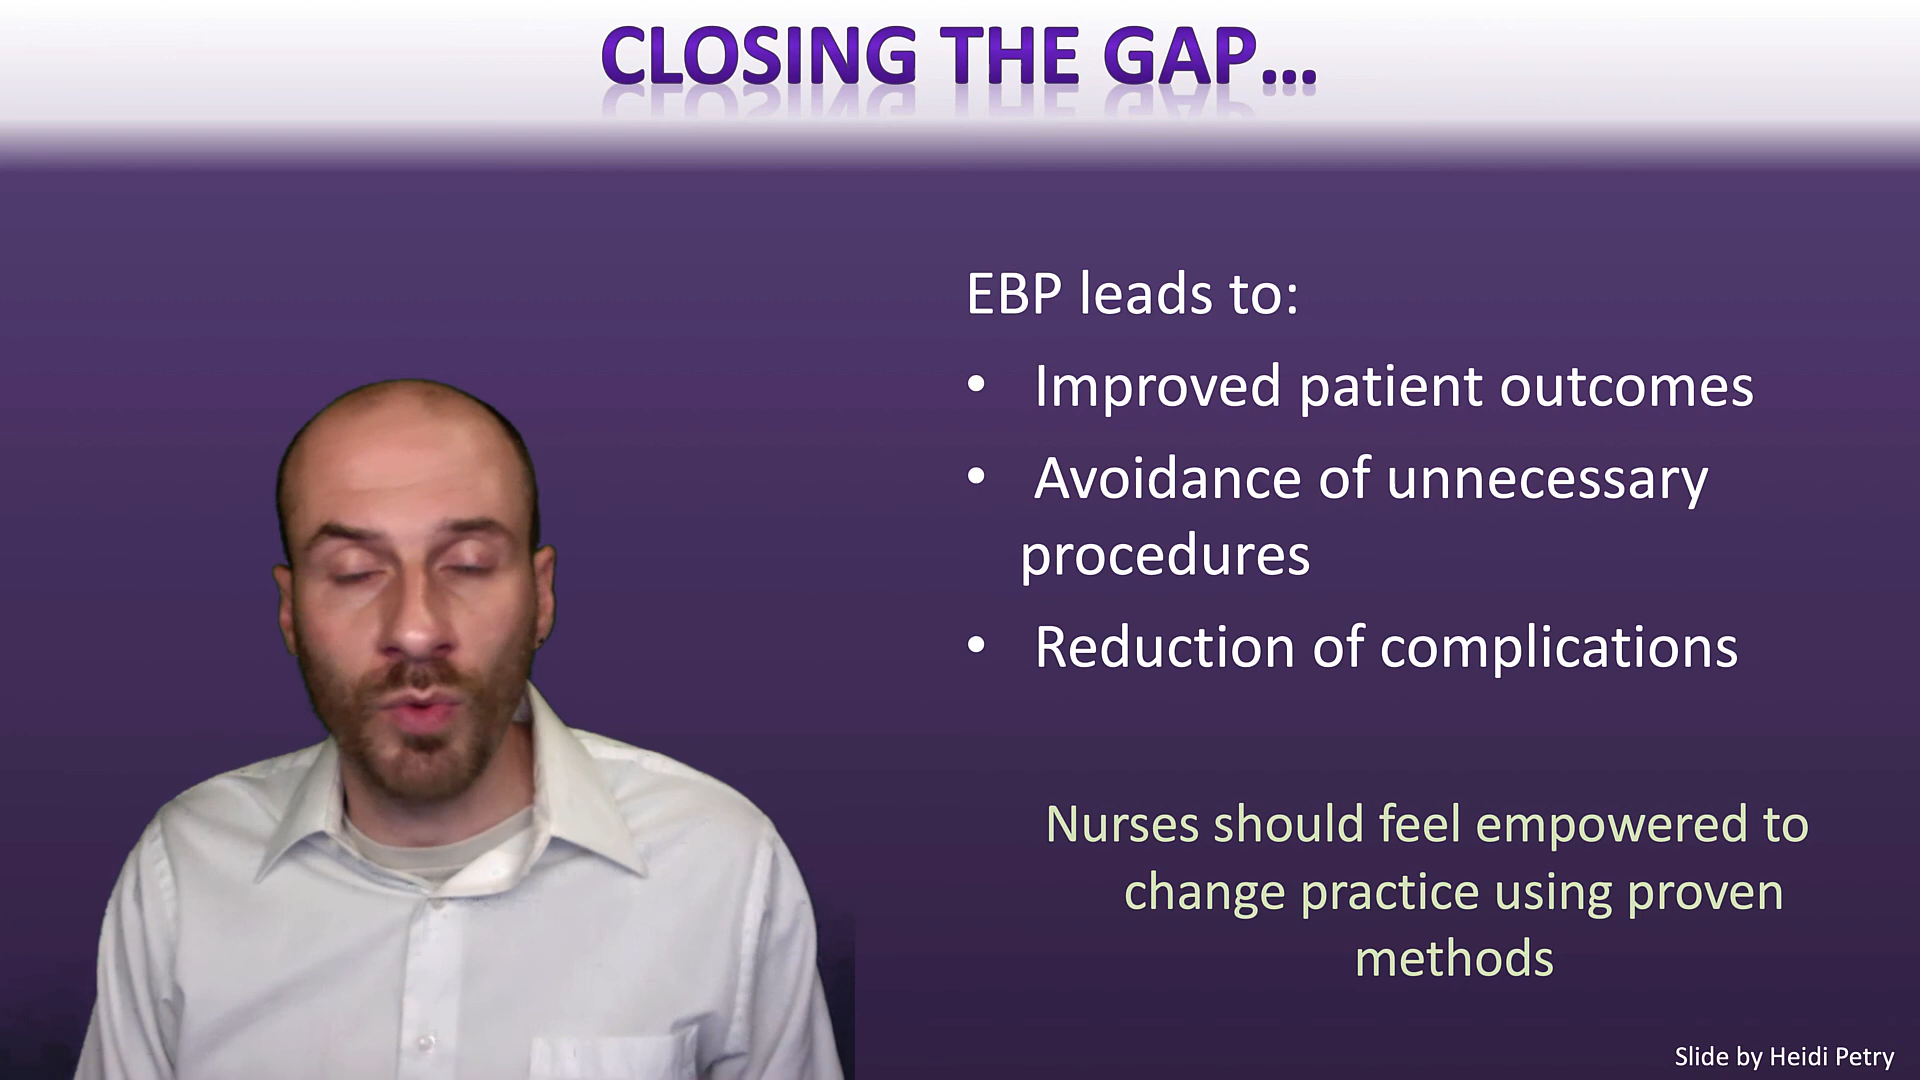 CLOSING THE GAP...
EBP leads to:
• Improved patient outcomes
• Avoidance of unnecessary
procedures
• Reduction of complications
Nurses should feel empowered to
change practice using proven
methods
Slide by Heidi Petry